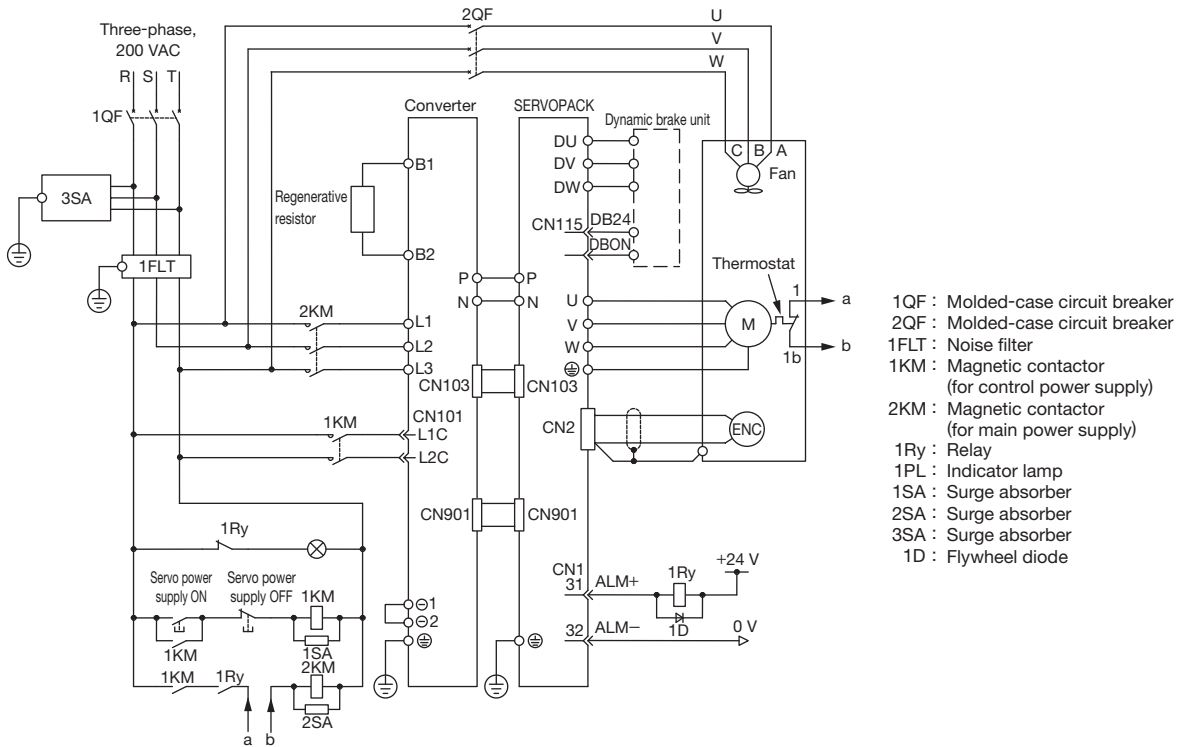 2QF
U
V
W
Three-phase,
200 VAC
R S T
1QF
3SA
1FLT
Converter
SERVOPACK
Dynamic brake unit
B1
Regenerative
resistor
B2
DU
DV
DW
CN115 DB24
DBON
C B A
Fan
Thermostat
P P
N N
2KM
L1
L2
L3
U
V
W
M
1
a
1b
b
CN103 CN103
CN101
1KM
L1C
L2C
CN2
ENC
CN901 CN901
1Ry
Servo power
supply ON
Servo power
supply OFF
1KM
1KM
1SA
1KM
1Ry
2KM
2SA
a b
⊖1
⊖2
CN1
31 ALM+
1Ry
+24 V
1D
32 ALM−
0 V
1QF : Molded-case circuit breaker
2QF : Molded-case circuit breaker
1FLT : Noise filter
1KM : Magnetic contactor
(for control power supply)
2KM : Magnetic contactor
(for main power supply)
1Ry : Relay
1PL : Indicator lamp
1SA : Surge absorber
2SA : Surge absorber
3SA : Surge absorber
1D : Flywheel diode